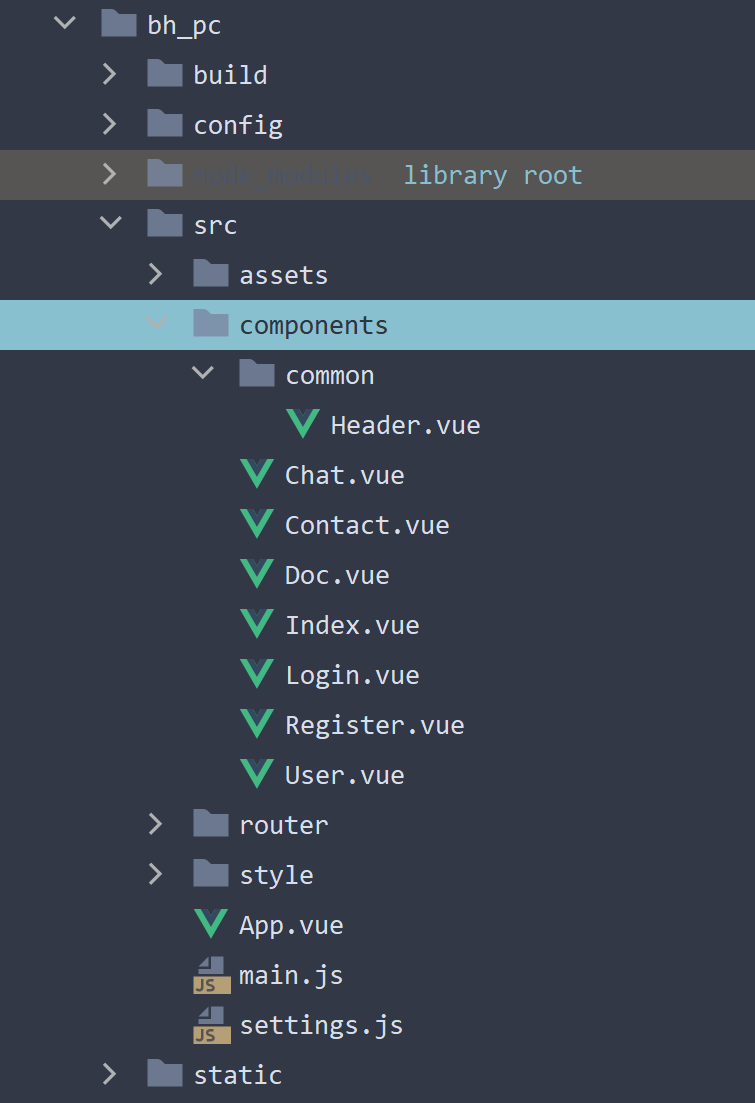 bh_pc
build
config
node_modules library root
src
assets
components
common
Header.vue
Chat.vue
Contact.vue
Doc.vue
Index.vue
Login.vue
Register.vue
User.vue
router
style
App.vue
JS main.js
JS settings.js
static